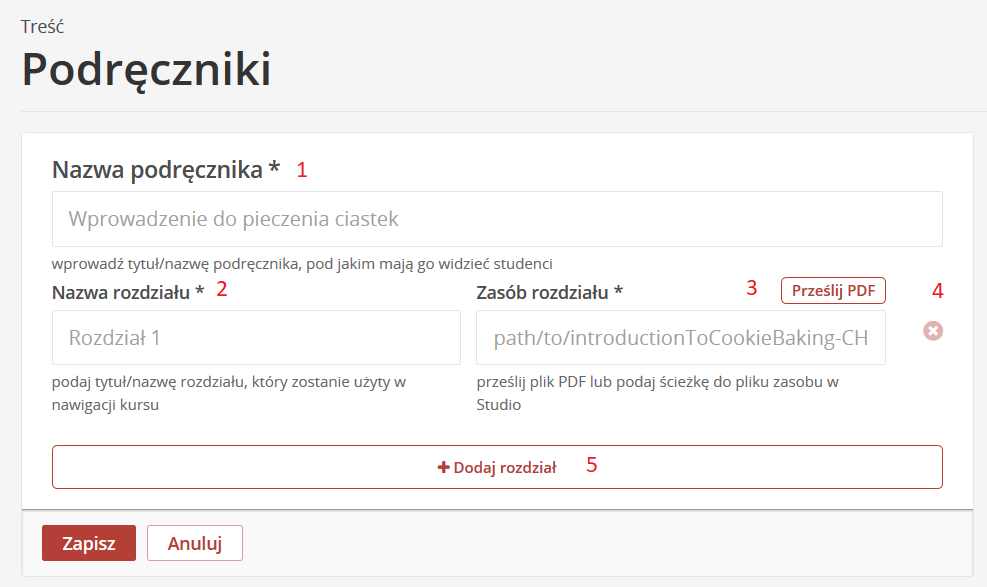 Treść
Podręczniki
Nazwa podręcznika * 1
Wprowadzenie do pieczenia ciastek
wprowadź tytuł/nazwę podręcznika, pod jakim mają go widzieć studenci
Nazwa rozdziału * 2
Rozdział 1
podaj tytuł/nazwę rozdziału, który zostanie użyty w
nawigacji kursu
Zasób rozdziału * 3 Prześlij PDF 4
path/to/introductionToCookieBaking-CH
prześlij plik PDF lub podaj ścieżkę do pliku zasobu w
Studio
+ Dodaj rozdział 5
Zapisz Anuluj